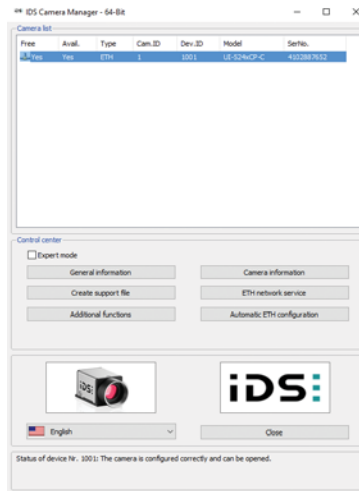 IDS Camera Manager - 64-Bit
Camera list
Free Avail. Type Cam.ID Dev.ID Model SerNo.
Yes Yes ETH 1 1001 UI-524xCP-C 4102887652
Control center
Expert mode
General information Camera information
Create support file ETH network service
Additional functions Automatic ETH configuration
iDS: iDS:
English Close
Status of device Nr. 1001: The camera is configured correctly and can be opened.